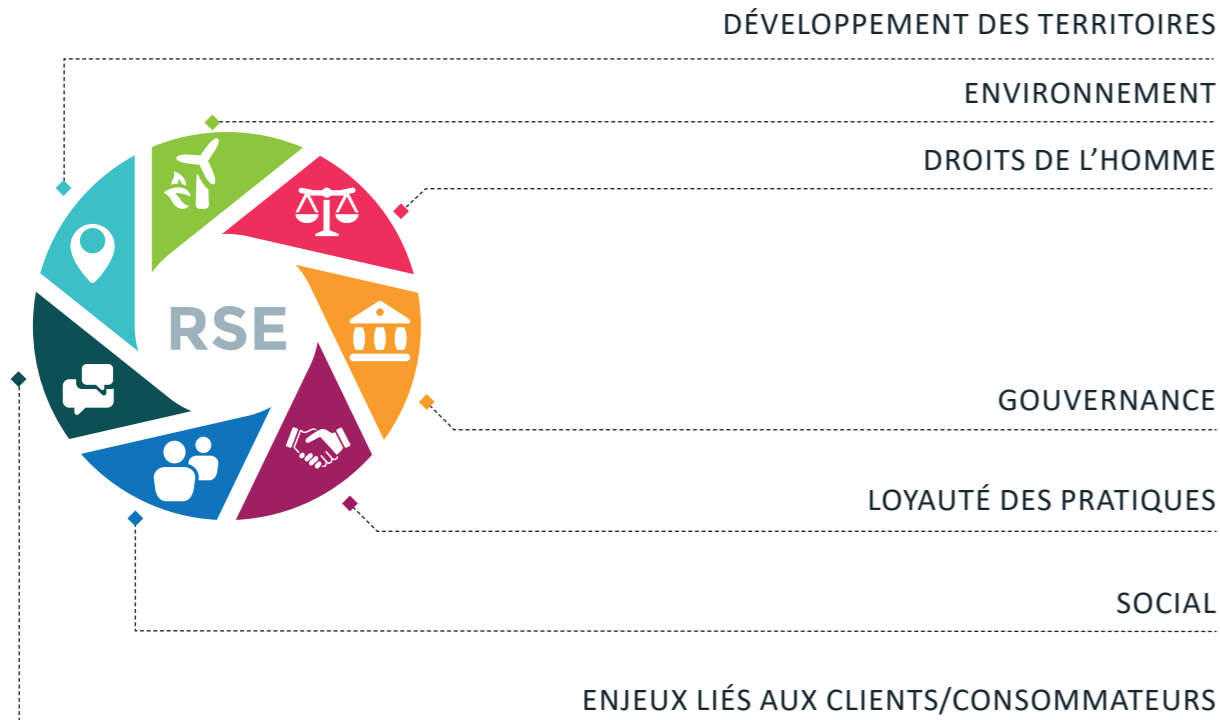 DÉVELOPPEMENT DES TERRITOIRES
ENVIRONNEMENT
DROITS DE L’HOMME
RSE
GOUVERNANCE
LOYAUTÉ DES PRATIQUES
SOCIAL
ENJEUX LIÉS AUX CLIENTS/CONSOMMATEURS